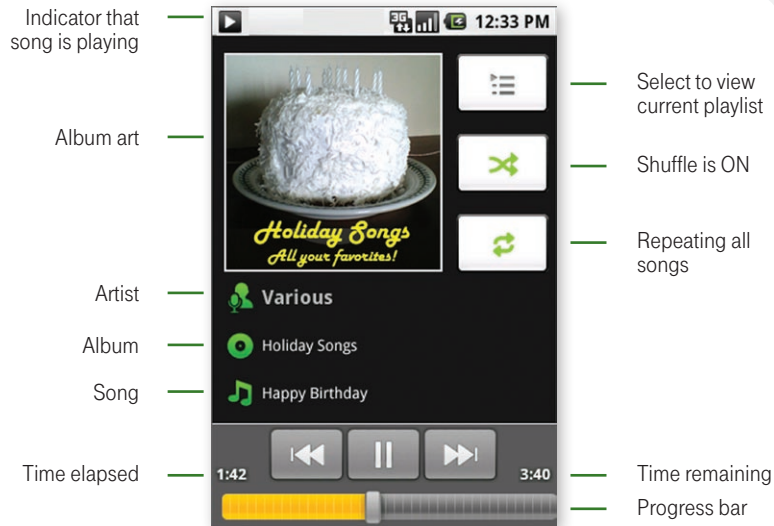 Indicator that
song is playing
3G
12:33 PM
Select to view
current playlist
Album art
Shuffle is ON
Holiday Songs
All your favorites!
Repeating all
songs
Artist
Various
Album
Holiday Songs
Song
Happy Birthday
Time elapsed
1:42
3:40
Time remaining
Progress bar